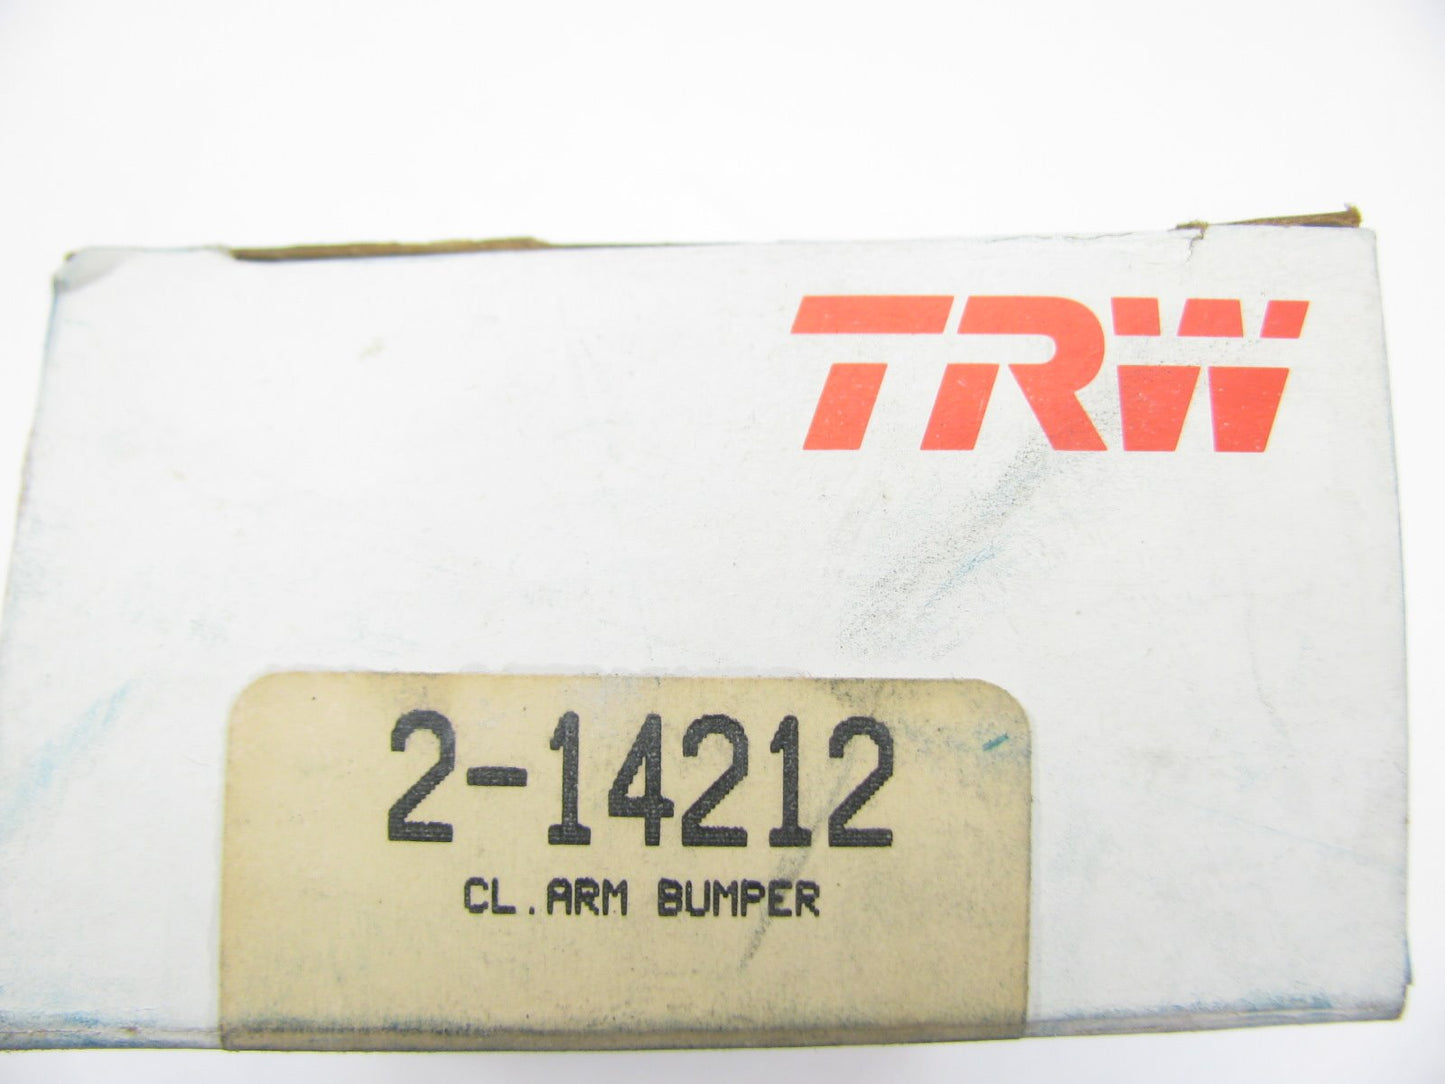 TRW
2-14212
CL.ARM BUMPER